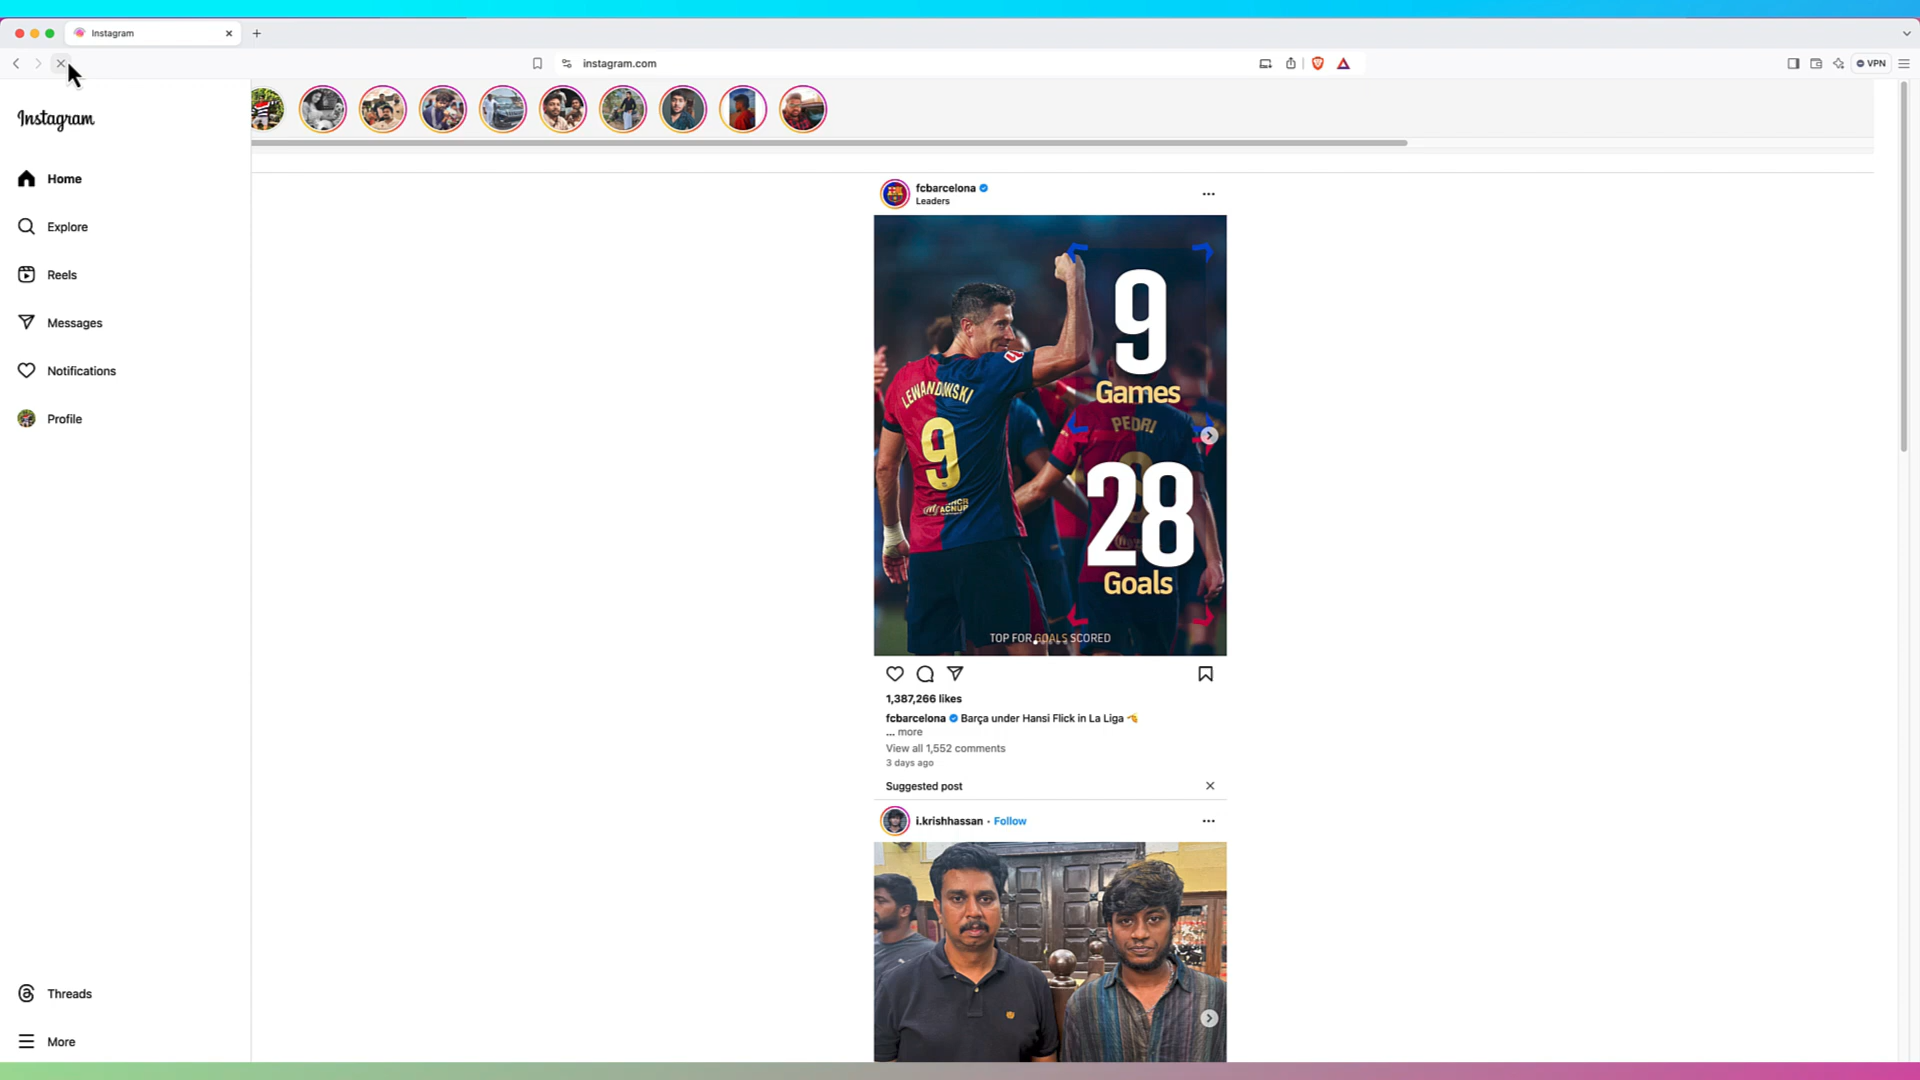 Instagram
instagram.com
VPN
Instagram
Home
Explore
Reels
Messages
Notifications
Profile
Threads
More
fcbarcelona
Leaders
9
Games
28
Goals
LEWANDOWSKI
9
PEDRI
TOP FOR GOALS SCORED
1,387,266 likes
fcbarcelona Barça under Hansi Flick in La Liga
... more
View all 1,552 comments
3 days ago
Suggested post
i.krishhassan · Follow